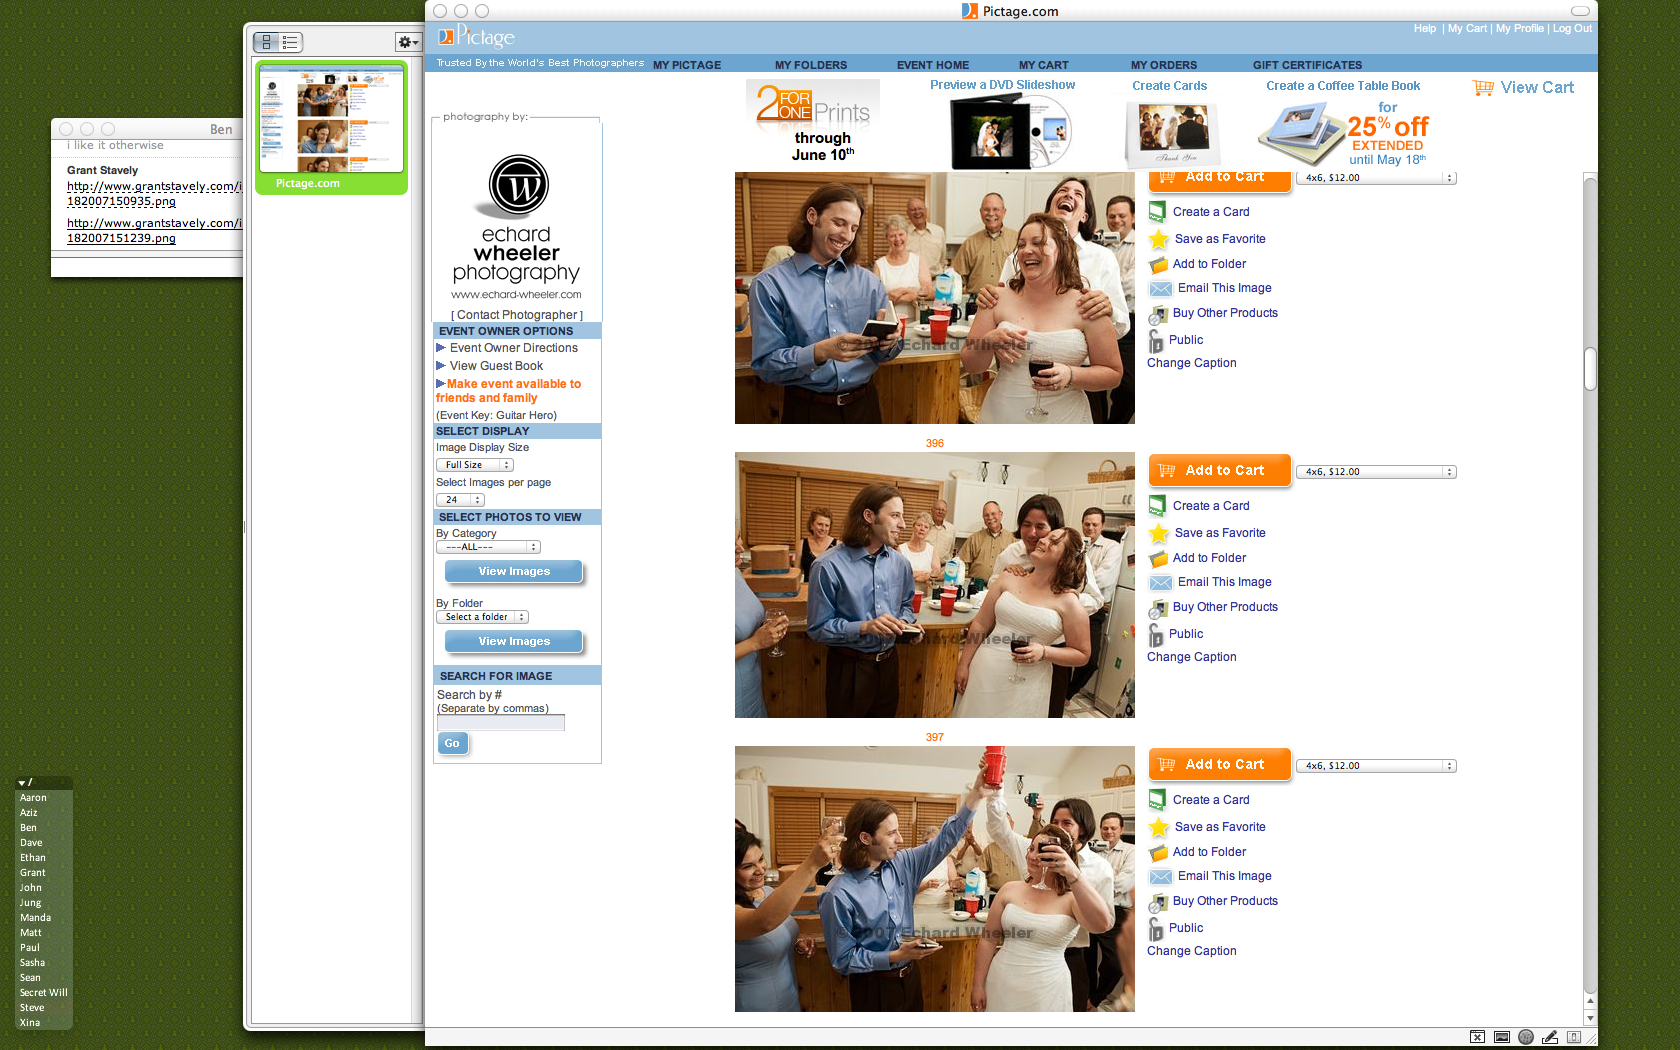 Pictage.com
Pictage
Help | My Cart | My Profile | Log Out
Trusted By the World's Best Photographers
MY PICTAGE
MY FOLDERS
EVENT HOME
MY CART
MY ORDERS
GIFT CERTIFICATES
2 FOR ONE Prints
through
June 10th
Preview a DVD Slideshow
Create Cards
Thank You
Create a Coffee Table Book
for
25% off
EXTENDED
until May 18th
View Cart
Ben
i like it otherwise
Grant Stavely
http://www.grantstavely.com/i
182007150935.png
http://www.grantstavely.com/i
182007151239.png
Pictage.com
photography by:
W
echard
wheeler
photography
www.echard-wheeler.com
[ Contact Photographer ]
EVENT OWNER OPTIONS
Event Owner Directions
View Guest Book
Make event available to
friends and family
(Event Key: Guitar Hero)
SELECT DISPLAY
Image Display Size
Full Size
Select Images per page
24
SELECT PHOTOS TO VIEW
By Category
---ALL---
View Images
By Folder
Select a folder
View Images
SEARCH FOR IMAGE
Search by #
(Separate by commas)
Go
© 2007 Echard Wheeler
Add to Cart
4x6, $12.00
Create a Card
Save as Favorite
Add to Folder
Email This Image
Buy Other Products
Public
Change Caption
396
© 2007 Echard Wheeler
Add to Cart
4x6, $12.00
Create a Card
Save as Favorite
Add to Folder
Email This Image
Buy Other Products
Public
Change Caption
397
© 2007 Echard Wheeler
Add to Cart
4x6, $12.00
Create a Card
Save as Favorite
Add to Folder
Email This Image
Buy Other Products
Public
Change Caption
/
Aaron
Aziz
Ben
Dave
Ethan
Grant
John
Jung
Manda
Matt
Paul
Sasha
Sean
Secret Will
Steve
Xina